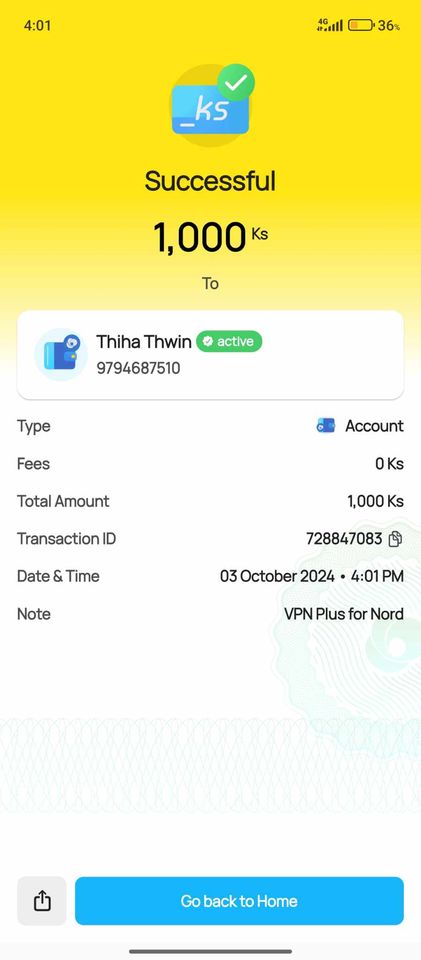 4:01
4G
36%
_ks
Successful
1,000 Ks
To
Thiha Thwin active
9794687510
Type Account
Fees 0 Ks
Total Amount 1,000 Ks
Transaction ID 728847083
Date & Time 03 October 2024 • 4:01 PM
Note VPN Plus for Nord
Go back to Home